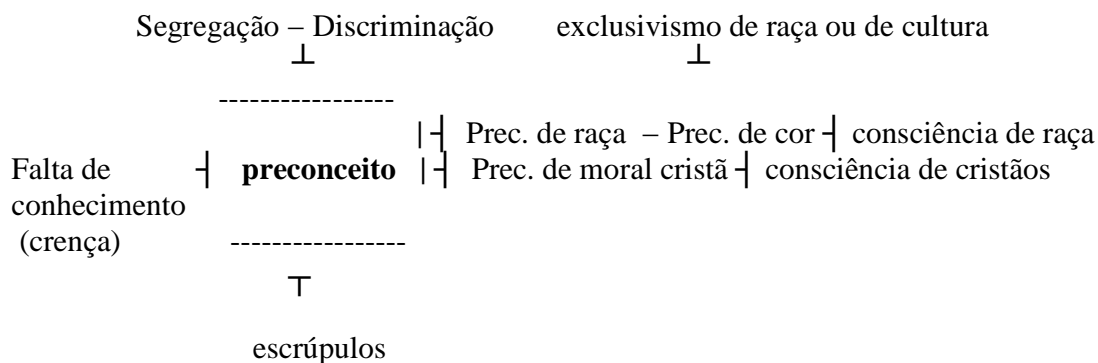 Segregação – Discriminação exclusivismo de raça ou de cultura
┴ ┴
-----------------
|┤ Prec. de raça – Prec. de cor ┤ consciência de raça
Falta de ┤ preconceito |┤ Prec. de moral cristã ┤ consciência de cristãos
conhecimento
(crença) -----------------
┬
escrúpulos